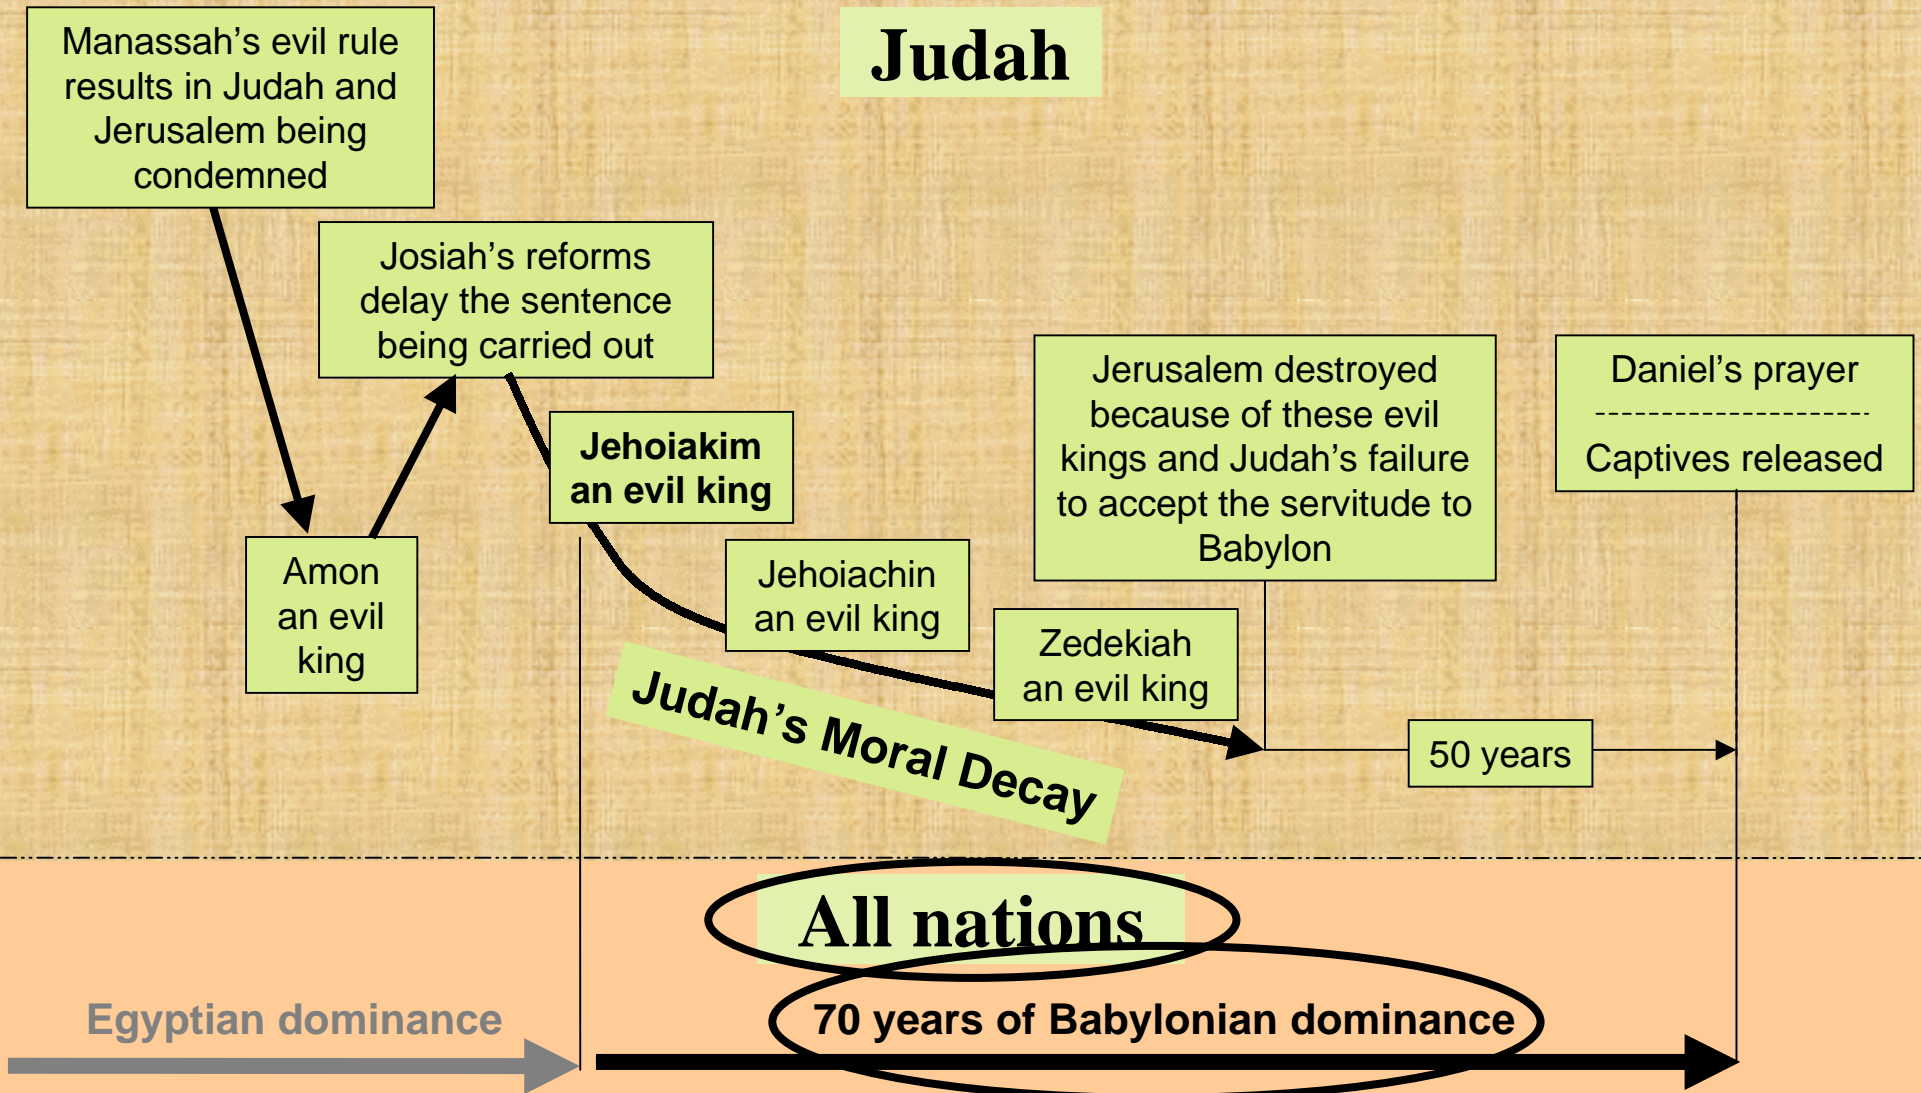 Judah
Manassah’s evil rule
results in Judah and
Jerusalem being
condemned
Josiah’s reforms
delay the sentence
being carried out
Amon
an evil
king
Jehoiakim
an evil king
Jehoiachin
an evil king
Zedekiah
an evil king
Judah’s Moral Decay
Jerusalem destroyed
because of these evil
kings and Judah’s failure
to accept the servitude to
Babylon
Daniel’s prayer
Captives released
50 years
All nations
Egyptian dominance
70 years of Babylonian dominance